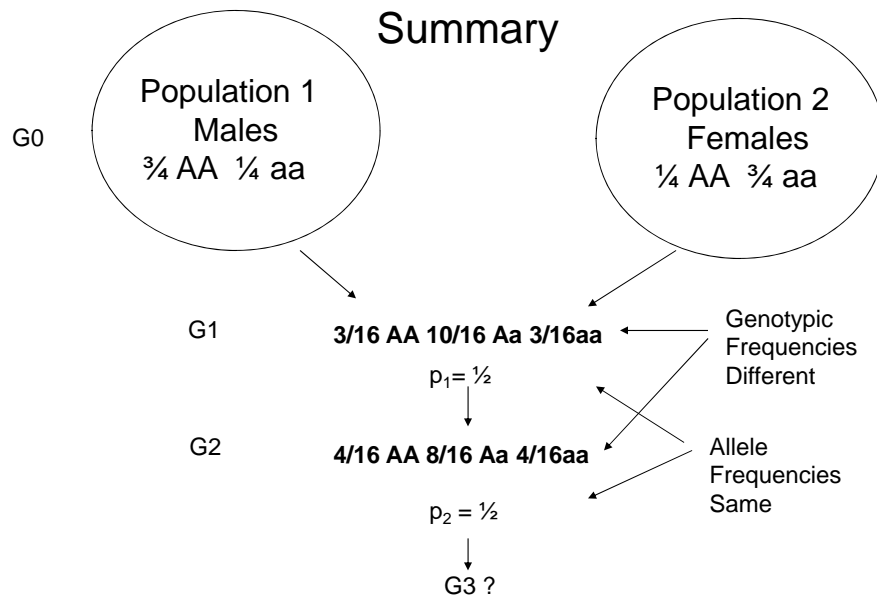 Summary
G0
Population 1
Males
¾ AA ¼ aa
Population 2
Females
¼ AA ¾ aa
G1
3/16 AA 10/16 Aa 3/16aa
p₁= ½
Genotypic
Frequencies
Different
G2
4/16 AA 8/16 Aa 4/16aa
p₂ = ½
Allele
Frequencies
Same
G3 ?